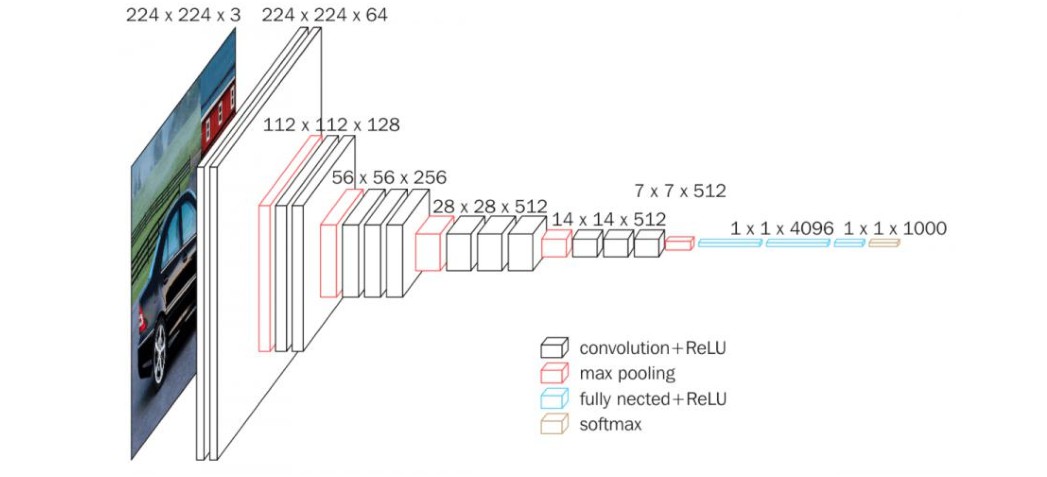 224 x 224 x 3
224 x 224 x 64
112 x 112 x 128
56 x 56 x 256
28 x 28 x 512
14 x 14 x 512
7 x 7 x 512
1 x 1 x 4096
1 x 1 x 1000
convolution+ReLU
max pooling
fully nected+ReLU
softmax